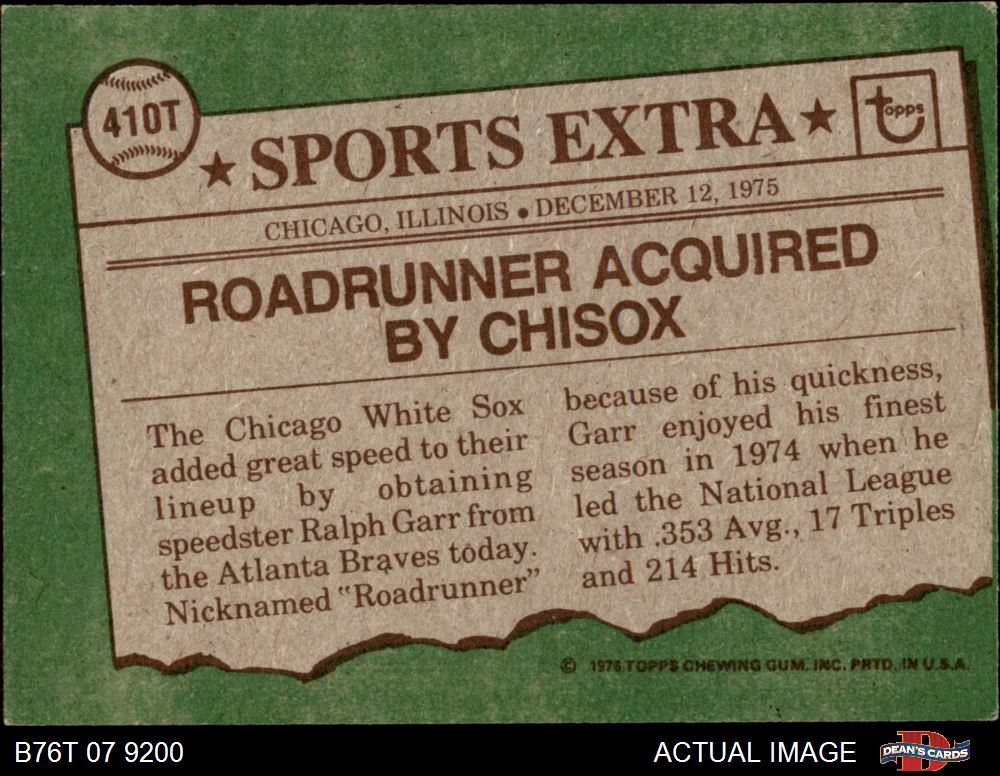 410T
★ SPORTS EXTRA ★
topps
CHICAGO, ILLINOIS • DECEMBER 12, 1975
ROADRUNNER ACQUIRED
BY CHISOX
The Chicago White Sox
added great speed to their
lineup by obtaining
speedster Ralph Garr from
the Atlanta Braves today.
Nicknamed "Roadrunner"
because of his quickness,
Garr enjoyed his finest
season in 1974 when he
led the National League
with .353 Avg., 17 Triples
and 214 Hits.
© 1976 TOPPS CHEWING GUM, INC. PRTD. IN U.S.A.
B76T 07 9200
ACTUAL IMAGE
DEAN'S CARDS